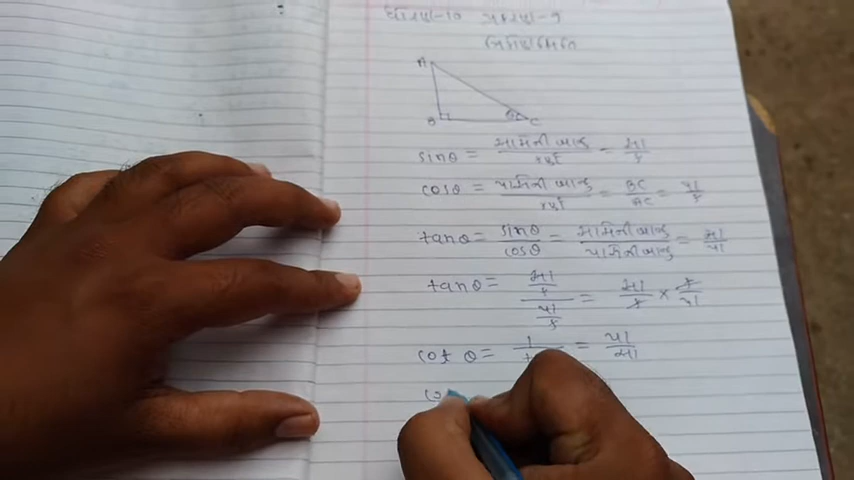 ધોરણ-10 પ્રકરણ-9
ત્રિકોણમિતિ
A
B C
sinθ = સામેની બાજુ / કર્ણ = સા / ક
cosθ = પાસેની બાજુ / કર્ણ = BC / AC = પા / ક
tanθ = sinθ / cosθ = સામેની બાજુ / પાસેની બાજુ = સા / પા
tanθ = સા / ક / પા / ક = સા / ક × ક / પા
cot θ = 1 / = પા / સા